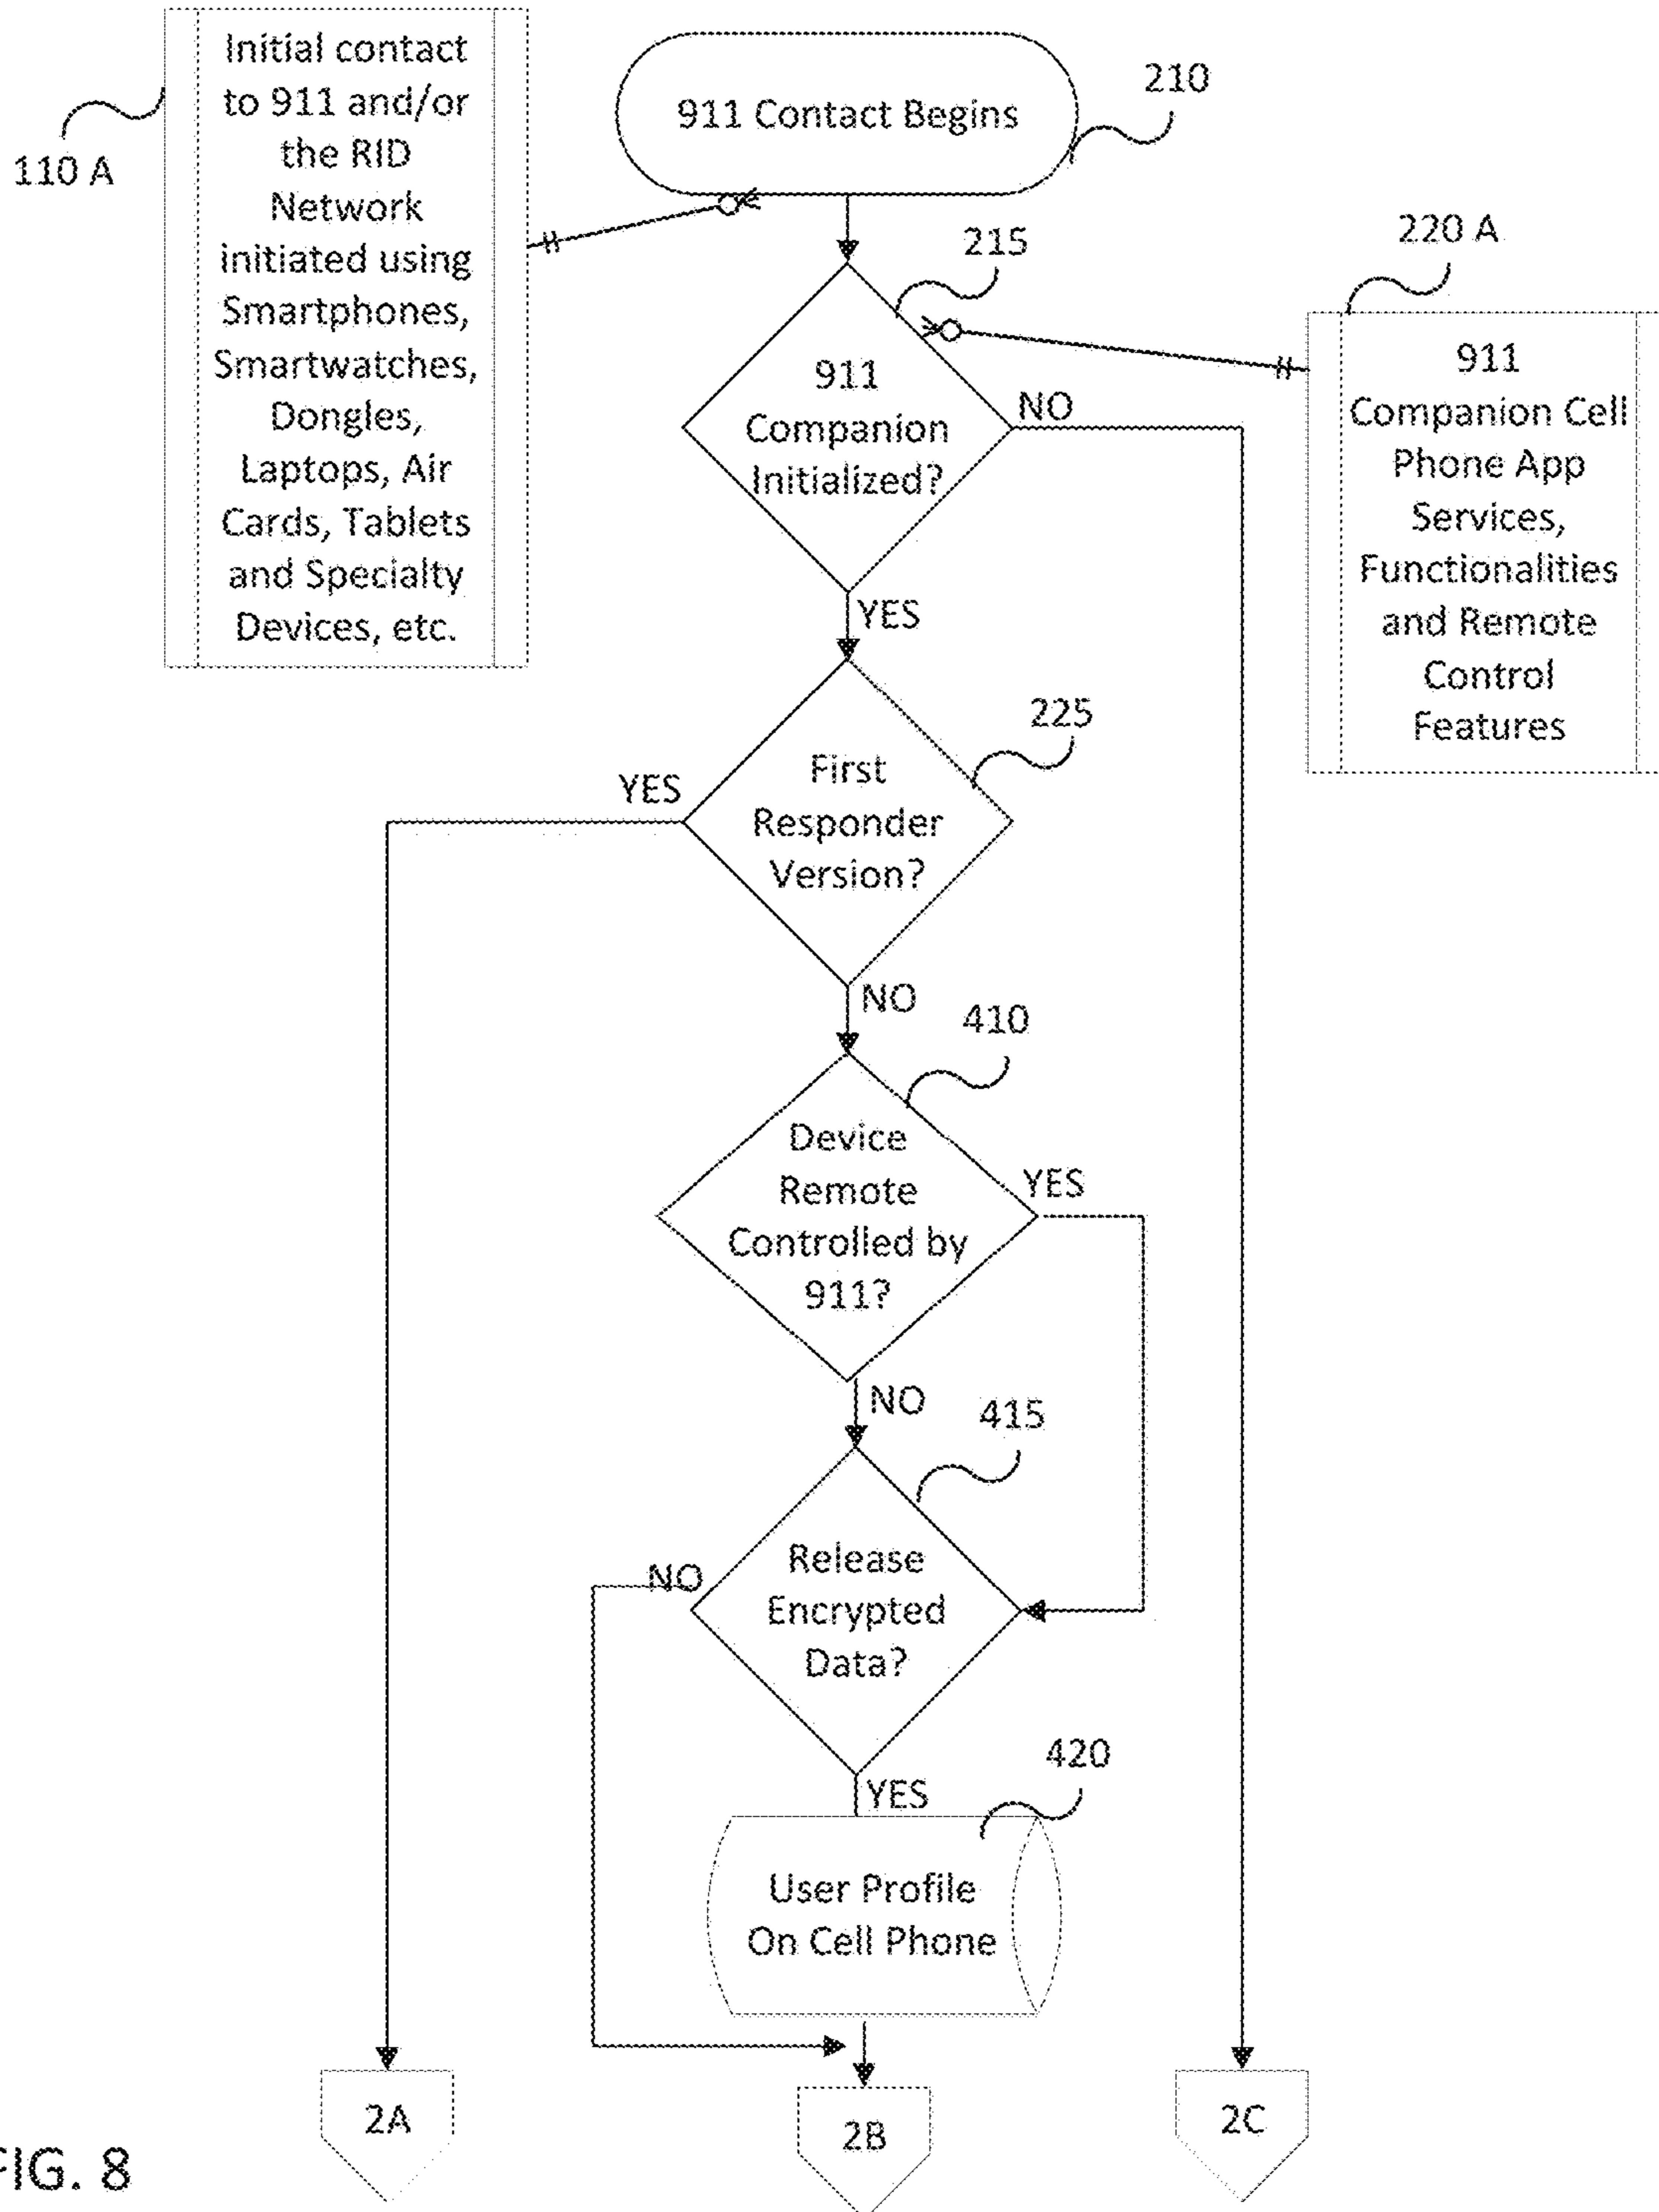 Initial contact
to 911 and/or
the RID
Network
initiated using
Smartphones,
Smartwatches,
Dongles,
Laptops, Air
Cards, Tablets
and Specialty
Devices, etc.
110 A
911 Contact Begins
210
215
220 A
911
Companion
Initialized?
NO
YES
911
Companion Cell
Phone App
Services,
Functionalities
and Remote
Control
Features
225
First
Responder
Version?
YES
NO
410
Device
Remote
Controlled by
911?
YES
NO
415
Release
Encrypted
Data?
NO
YES
420
User Profile
On Cell Phone
2A
2B
2C
FIG. 8